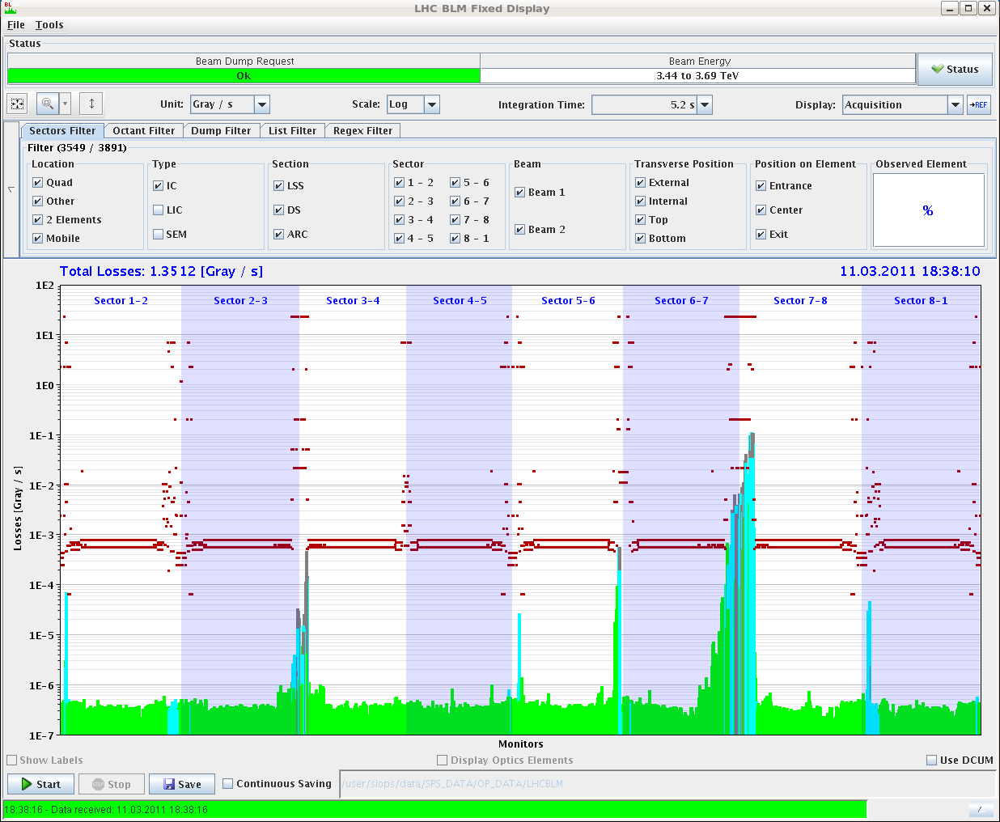 BL
LHC BLM Fixed Display
File Tools
Status
Beam Dump Request Beam Energy
Ok 3.44 to 3.69 TeV
Status
Unit: Gray / s Scale: Log Integration Time: 5.2 s Display: Acquisition REF
Sectors Filter Octant Filter Dump Filter List Filter Regex Filter
Filter (3549 / 3891)
Location Type Section Sector Beam Transverse Position Position on Element Observed Element
Quad IC LSS 1 - 2 5 - 6 Beam 1 External Entrance
Other LIC DS 2 - 3 6 - 7 Internal Center %
2 Elements 3 - 4 7 - 8 Beam 2 Top
Mobile SEM ARC 4 - 5 8 - 1 Bottom Exit
Total Losses: 1.3512 [Gray / s] 11.03.2011 18:38:10
1E2
Sector 1-2 Sector 2-3 Sector 3-4 Sector 4-5 Sector 5-6 Sector 6-7 Sector 7-8 Sector 8-1
1E1
1E0
1E-1
1E-2
1E-3
1E-4
1E-5
1E-6
1E-7
Losses [Gray / s]
Monitors
Show Labels Display Optics Elements Use DCUM
Start STOP Stop Save Continuous Saving /user/slops/data/SPS_DATA/OP_DATA/LHCBLM
18:38:16 - Data received: 11.03.2011 18:38:16